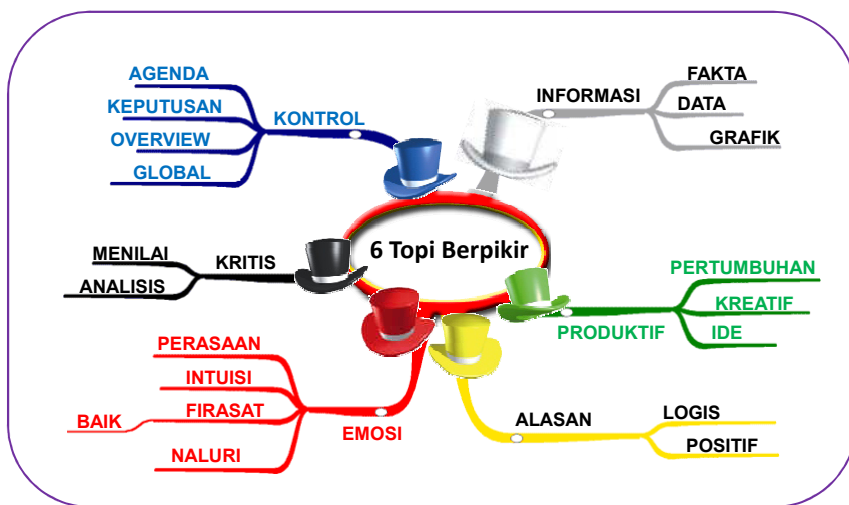 6 Topi Berpikir
INFORMASI
FAKTA
DATA
GRAFIK
PRODUKTIF
PERTUMBUHAN
KREATIF
IDE
ALASAN
LOGIS
POSITIF
EMOSI
PERASAAN
INTUISI
FIRASAT
BAIK
NALURI
KRITIS
MENILAI
ANALISIS
KONTROL
AGENDA
KEPUTUSAN
OVERVIEW
GLOBAL